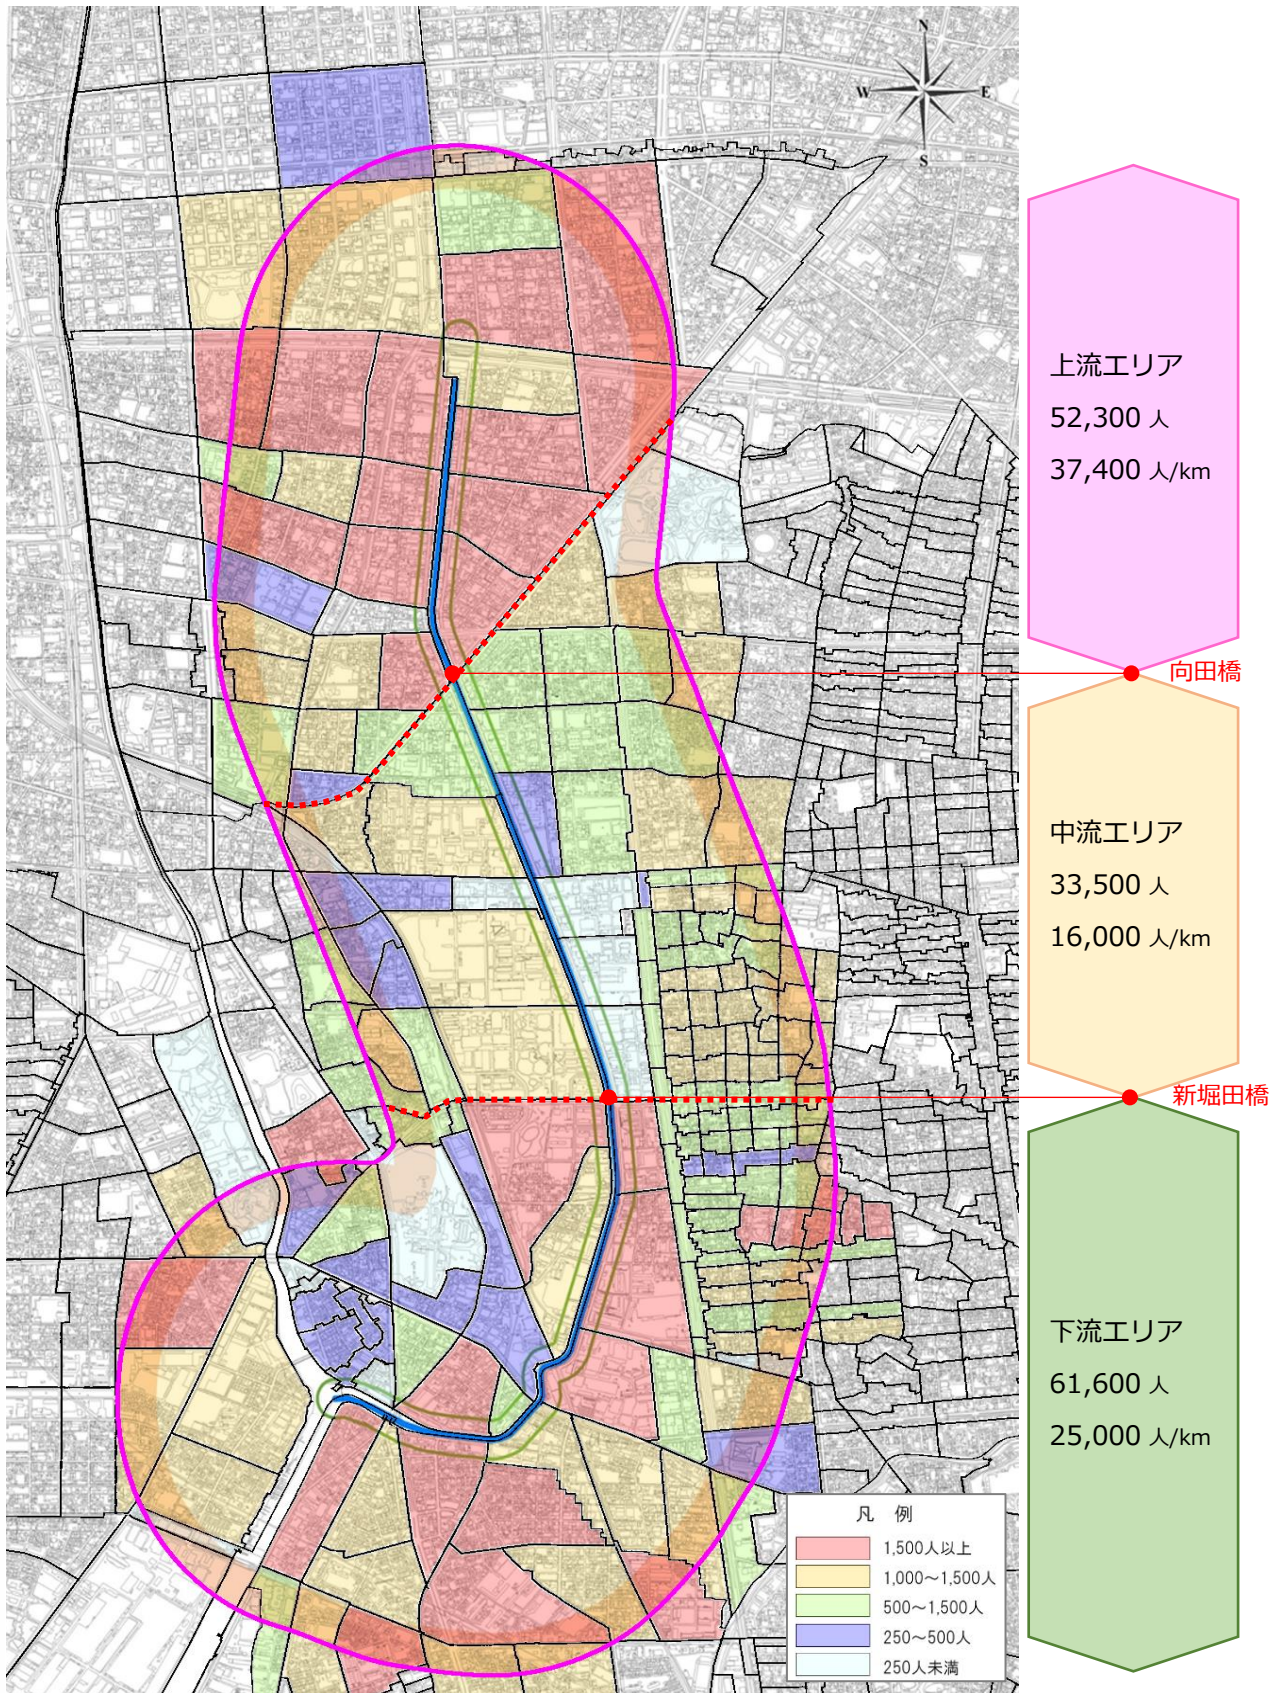 N
W
E
S
上流エリア
52,300 人
37,400 人/km
向田橋
中流エリア
33,500 人
16,000 人/km
新堀田橋
下流エリア
61,600 人
25,000 人/km
凡 例
1,500人以上
1,000～1,500人
500～1,500人
250～500人
250人未満